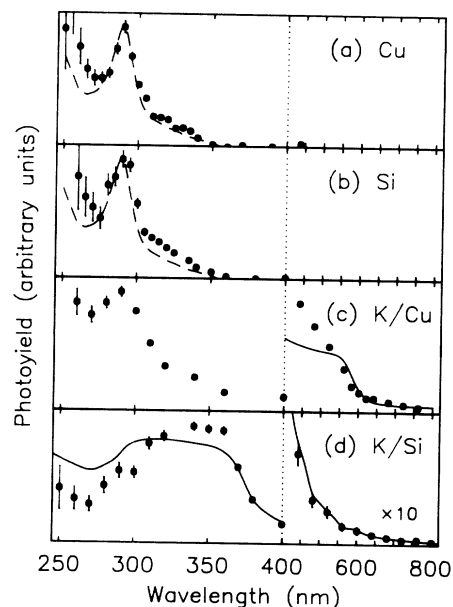 (a) Cu
(b) Si
(c) K/Cu
(d) K/Si
×10
Photoyield (arbitrary units)
250 300 350 400 600 800
Wavelength (nm)